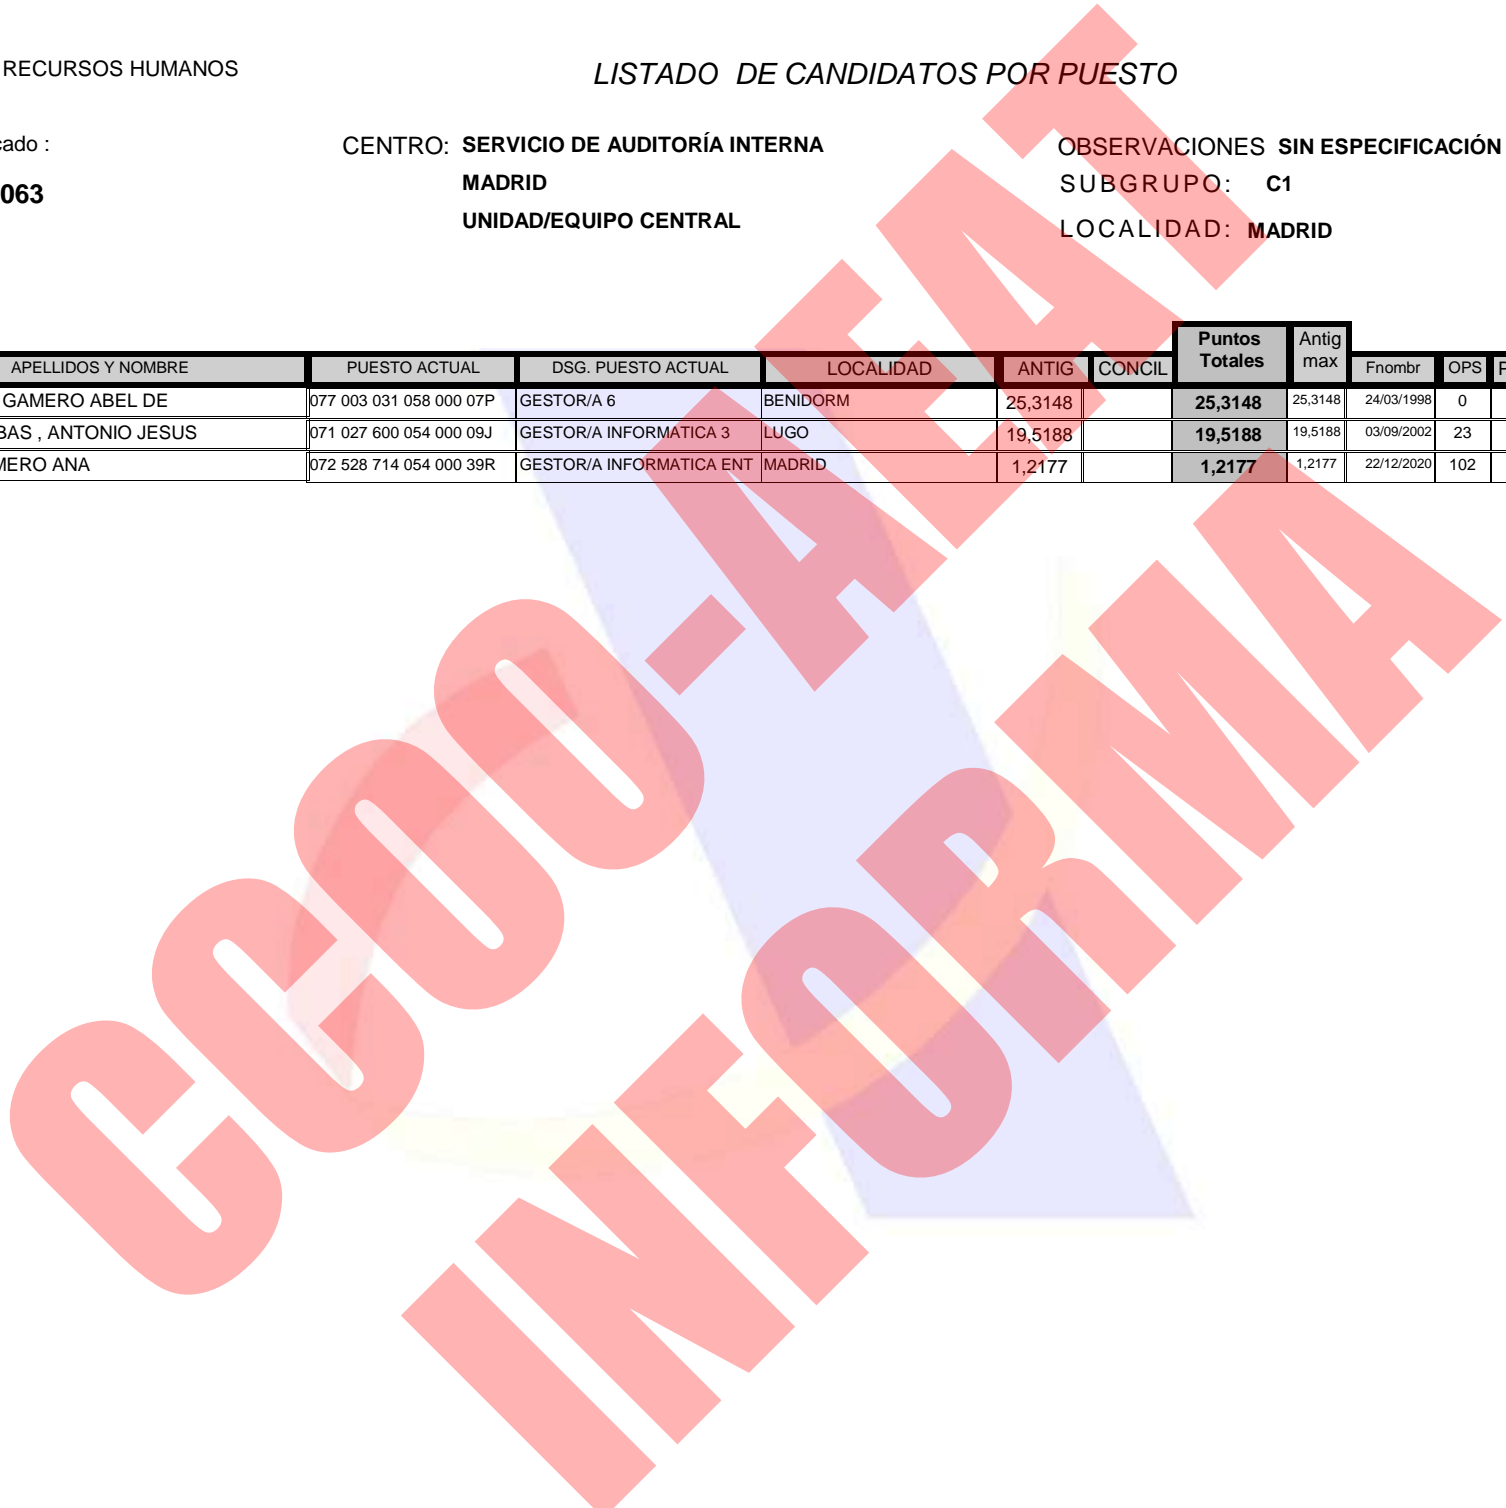 RECURSOS HUMANOS
LISTADO DE CANDIDATOS POR PUESTO
cado :
063
CENTRO: SERVICIO DE AUDITORÍA INTERNA
MADRID
UNIDAD/EQUIPO CENTRAL
OBSERVACIONES SIN ESPECIFICACIÓN
SUBGRUPO: C1
LOCALIDAD: MADRID
APELLIDOS Y NOMBRE PUESTO ACTUAL DSG. PUESTO ACTUAL LOCALIDAD ANTIG CONCIL Puntos Totales Antig max Fnombr OPS P
GAMERO ABEL DE 077 003 031 058 000 07P GESTOR/A 6 BENIDORM 25,3148 25,3148 25,3148 24/03/1998 0
BAS , ANTONIO JESUS 071 027 600 054 000 09J GESTOR/A INFORMATICA 3 LUGO 19,5188 19,5188 19,5188 03/09/2002 23
MERO ANA 072 528 714 054 000 39R GESTOR/A INFORMATICA ENT MADRID 1,2177 1,2177 1,2177 22/12/2020 102
CCOO-AEAT
INFORMA